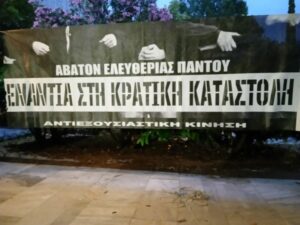 ΑΒΑΤΟΝ ΕΛΕΥΘΕΡΙΑΣ ΠΑΝΤΟΥ
ΕΝΑΝΤΙΑ ΣΤΗ ΚΡΑΤΙΚΗ ΚΑΤΑΣΤΟΛΗ
ΑΝΤΙΕΞΟΥΣΙΑΣΤΙΚΗ ΚΙΝΗΣΗ